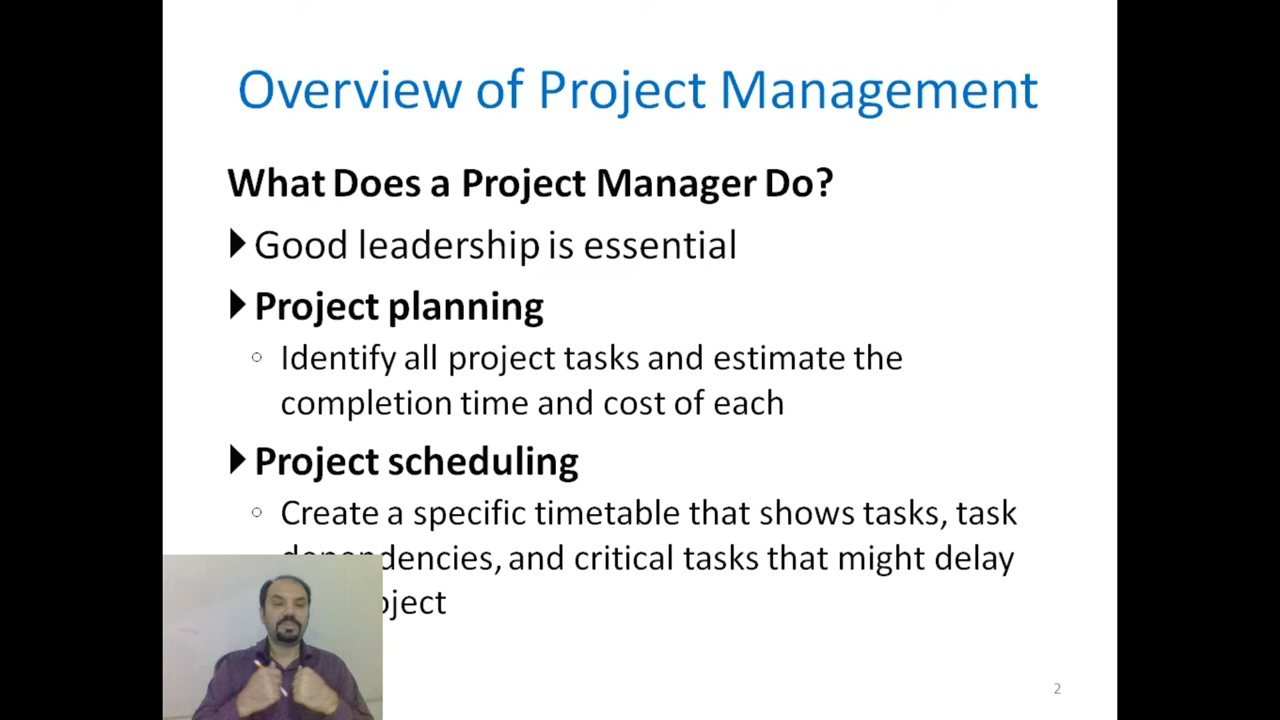 Overview of Project Management
What Does a Project Manager Do?
Good leadership is essential
Project planning
Identify all project tasks and estimate the
completion time and cost of each
Project scheduling
Create a specific timetable that shows tasks, task
dependencies, and critical tasks that might delay
2